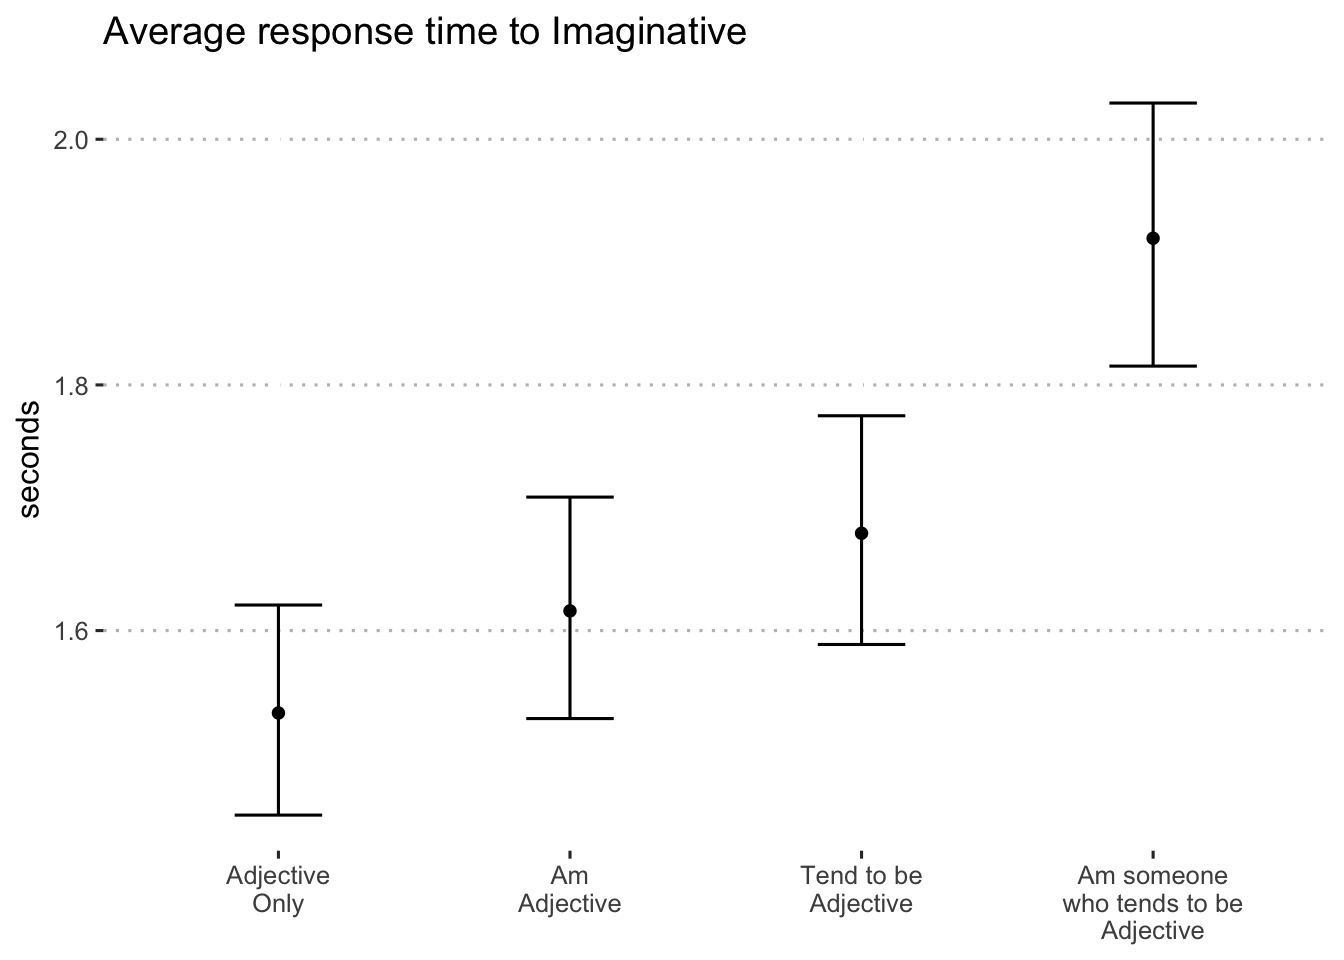 Average response time to Imaginative
2.0
1.8
1.6
seconds
Adjective
Only
Am
Adjective
Tend to be
Adjective
Am someone
who tends to be
Adjective